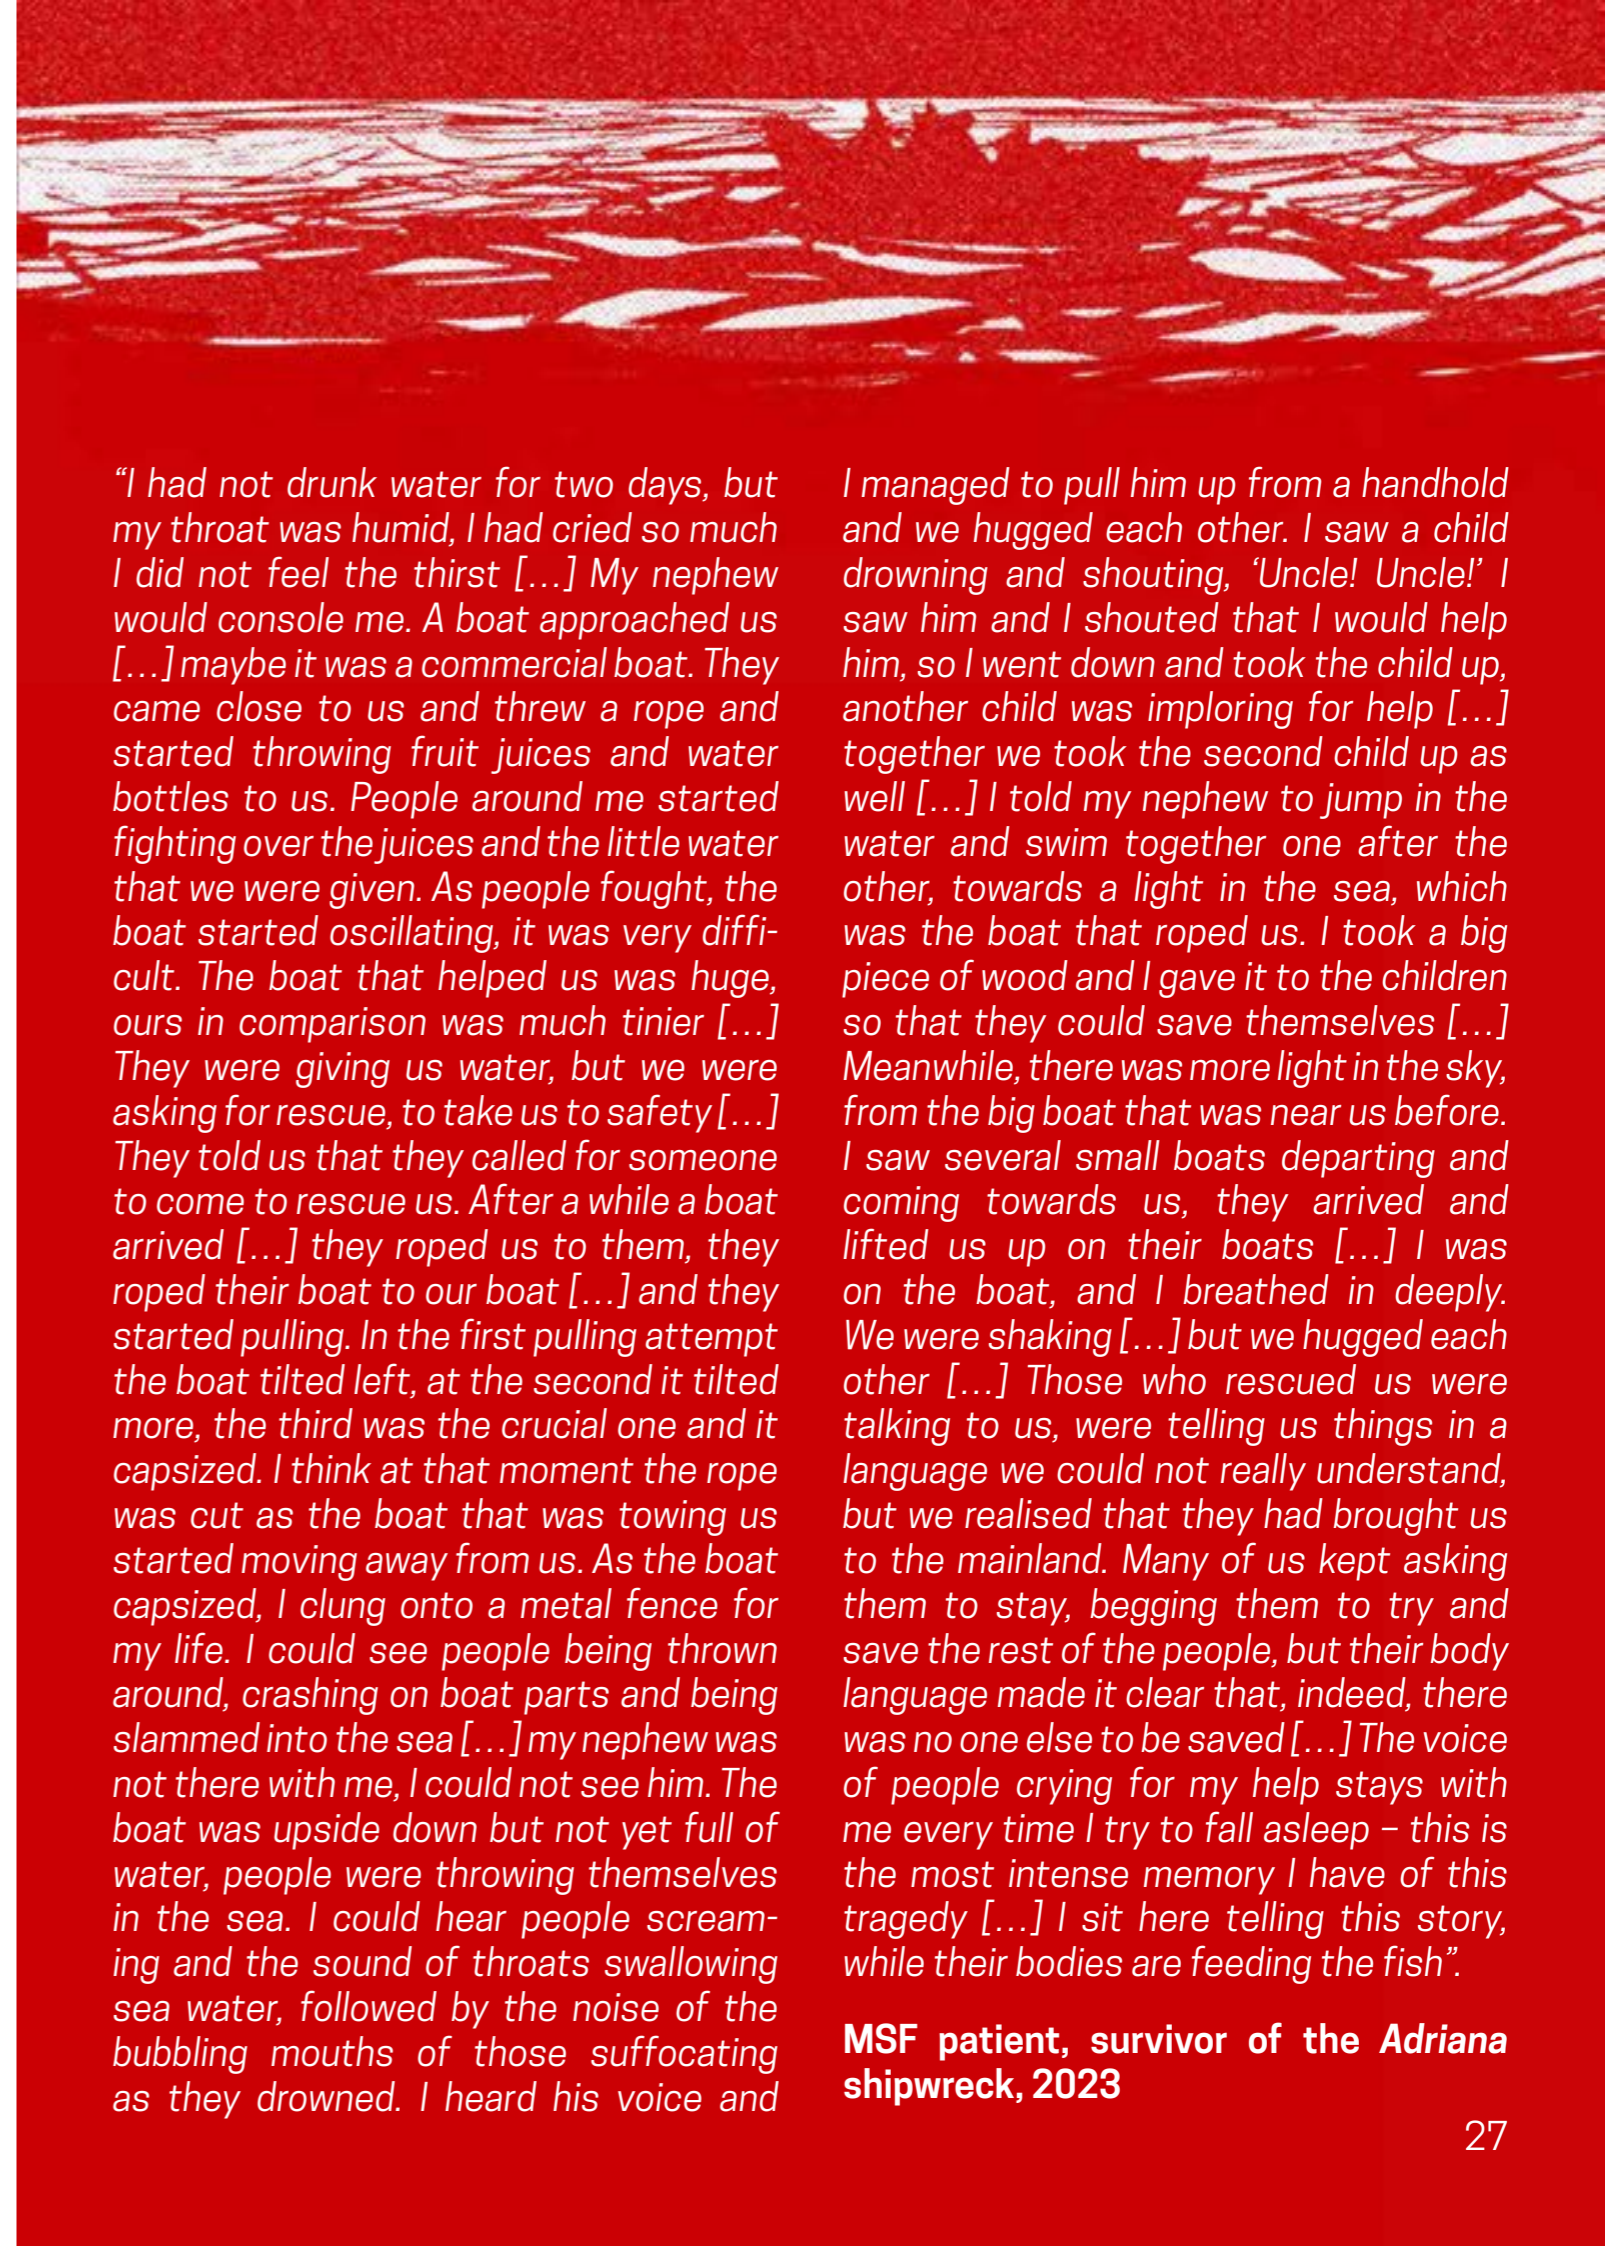 “I had not drunk water for two days, but
my throat was humid, I had cried so much
I did not feel the thirst […] My nephew
would console me. A boat approached us
[…] maybe it was a commercial boat. They
came close to us and threw a rope and
started throwing fruit juices and water
bottles to us. People around me started
fighting over the juices and the little water
that we were given. As people fought, the
boat started oscillating, it was very diffi-
cult. The boat that helped us was huge,
ours in comparison was much tinier […]
They were giving us water, but we were
asking for rescue, to take us to safety […]
They told us that they called for someone
to come to rescue us. After a while a boat
arrived […] they roped us to them, they
roped their boat to our boat […] and they
started pulling. In the first pulling attempt
the boat tilted left, at the second it tilted
more, the third was the crucial one and it
capsized. I think at that moment the rope
was cut as the boat that was towing us
started moving away from us. As the boat
capsized, I clung onto a metal fence for
my life. I could see people being thrown
around, crashing on boat parts and being
slammed into the sea […] my nephew was
not there with me, I could not see him. The
boat was upside down but not yet full of
water, people were throwing themselves
in the sea. I could hear people scream-
ing and the sound of throats swallowing
sea water, followed by the noise of the
bubbling mouths of those suffocating
as they drowned. I heard his voice and
I managed to pull him up from a handhold
and we hugged each other. I saw a child
drowning and shouting, ‘Uncle! Uncle!’ I
saw him and I shouted that I would help
him, so I went down and took the child up,
another child was imploring for help […]
together we took the second child up as
well […] I told my nephew to jump in the
water and swim together one after the
other, towards a light in the sea, which
was the boat that roped us. I took a big
piece of wood and I gave it to the children
so that they could save themselves […]
Meanwhile, there was more light in the sky,
from the big boat that was near us before.
I saw several small boats departing and
coming towards us, they arrived and
lifted us up on their boats […] I was
on the boat, and I breathed in deeply.
We were shaking […] but we hugged each
other […] Those who rescued us were
talking to us, were telling us things in a
language we could not really understand,
but we realised that they had brought us
to the mainland. Many of us kept asking
them to stay, begging them to try and
save the rest of the people, but their body
language made it clear that, indeed, there
was no one else to be saved […] The voice
of people crying for my help stays with
me every time I try to fall asleep – this is
the most intense memory I have of this
tragedy […] I sit here telling this story,
while their bodies are feeding the fish”.
MSF patient, survivor of the Adriana
shipwreck, 2023
27